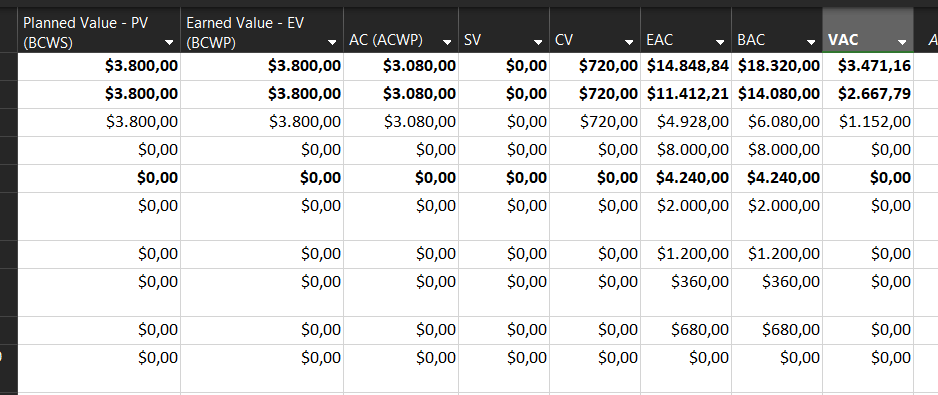 Planned Value - PV (BCWS) Earned Value - EV (BCWP) AC (ACWP) SV CV EAC BAC VAC A
$3.800,00 $3.800,00 $3.080,00 $0,00 $720,00 $14.848,84 $18.320,00 $3.471,16
$3.800,00 $3.800,00 $3.080,00 $0,00 $720,00 $11.412,21 $14.080,00 $2.667,79
$3.800,00 $3.800,00 $3.080,00 $0,00 $720,00 $4.928,00 $6.080,00 $1.152,00
$0,00 $0,00 $0,00 $0,00 $0,00 $8.000,00 $8.000,00 $0,00
$0,00 $0,00 $0,00 $0,00 $0,00 $4.240,00 $4.240,00 $0,00
$0,00 $0,00 $0,00 $0,00 $0,00 $2.000,00 $2.000,00 $0,00
$0,00 $0,00 $0,00 $0,00 $0,00 $1.200,00 $1.200,00 $0,00
$0,00 $0,00 $0,00 $0,00 $0,00 $360,00 $360,00 $0,00
$0,00 $0,00 $0,00 $0,00 $0,00 $680,00 $680,00 $0,00
$0,00 $0,00 $0,00 $0,00 $0,00 $0,00 $0,00 $0,00